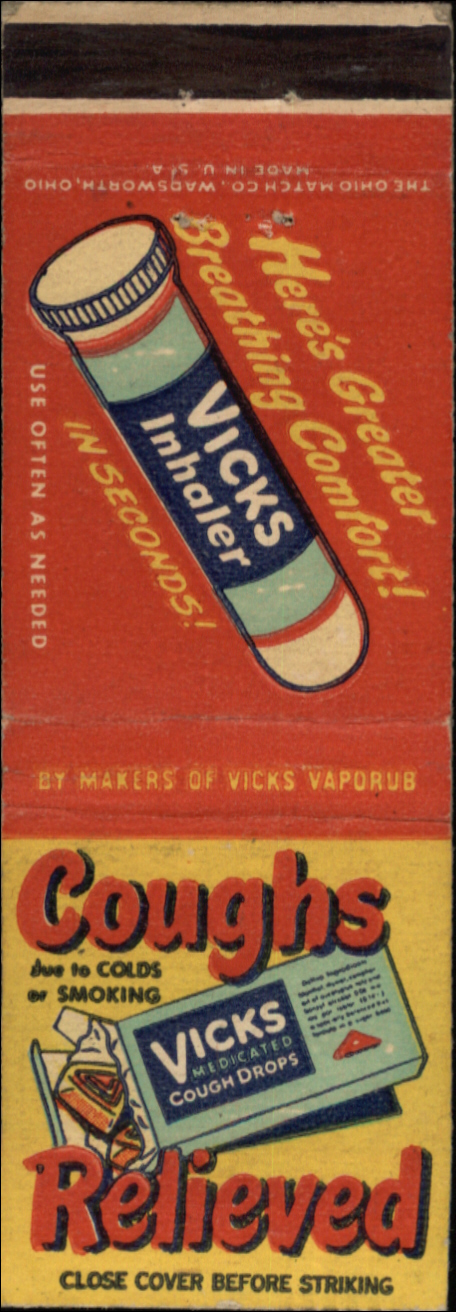 THE OHIO MATCH CO., WADSWORTH, OHIO
MADE IN U.S.A.
Here's Greater
Breathing Comfort!
VICKS
Inhaler
IN SECONDS!
USE OFTEN AS NEEDED
BY MAKERS OF VICKS VAPORUB
Coughs
due to COLDS
or SMOKING
VICKS
MEDICATED
COUGH DROPS
Relieved
CLOSE COVER BEFORE STRIKING